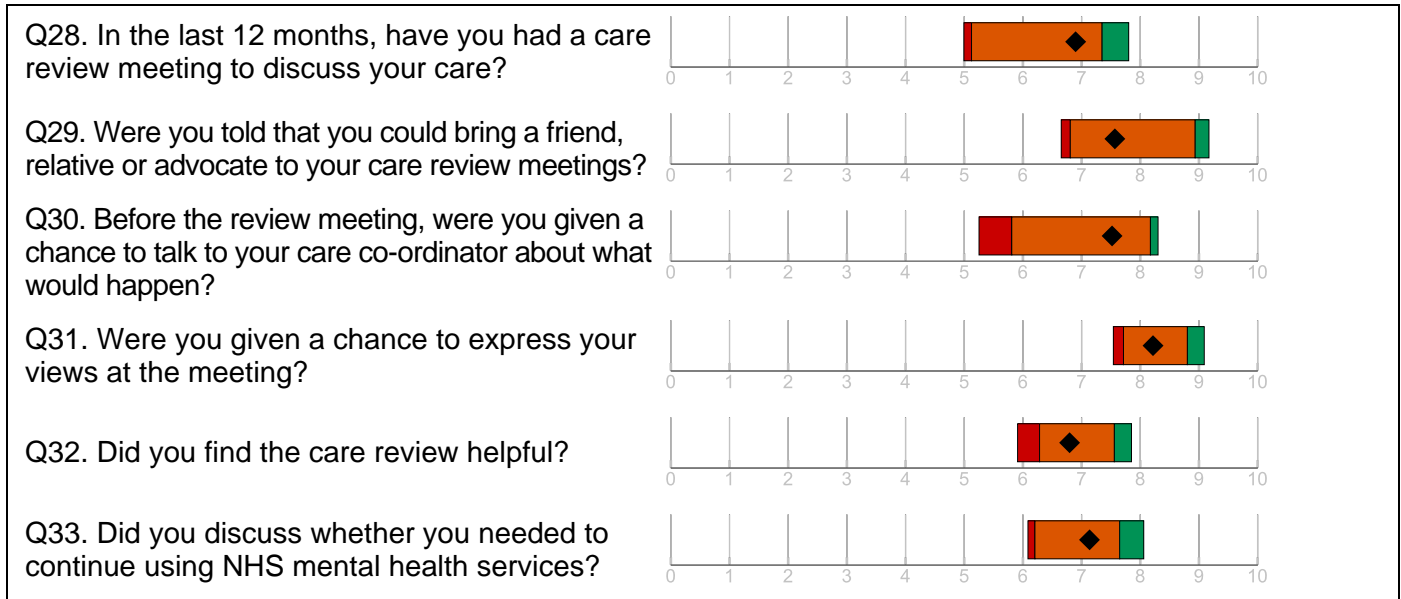 Q28. In the last 12 months, have you had a care
review meeting to discuss your care?
0 1 2 3 4 5 6 7 8 9 10
Q29. Were you told that you could bring a friend,
relative or advocate to your care review meetings?
0 1 2 3 4 5 6 7 8 9 10
Q30. Before the review meeting, were you given a
chance to talk to your care co-ordinator about what
would happen?
0 1 2 3 4 5 6 7 8 9 10
Q31. Were you given a chance to express your
views at the meeting?
0 1 2 3 4 5 6 7 8 9 10
Q32. Did you find the care review helpful?
0 1 2 3 4 5 6 7 8 9 10
Q33. Did you discuss whether you needed to
continue using NHS mental health services?
0 1 2 3 4 5 6 7 8 9 10